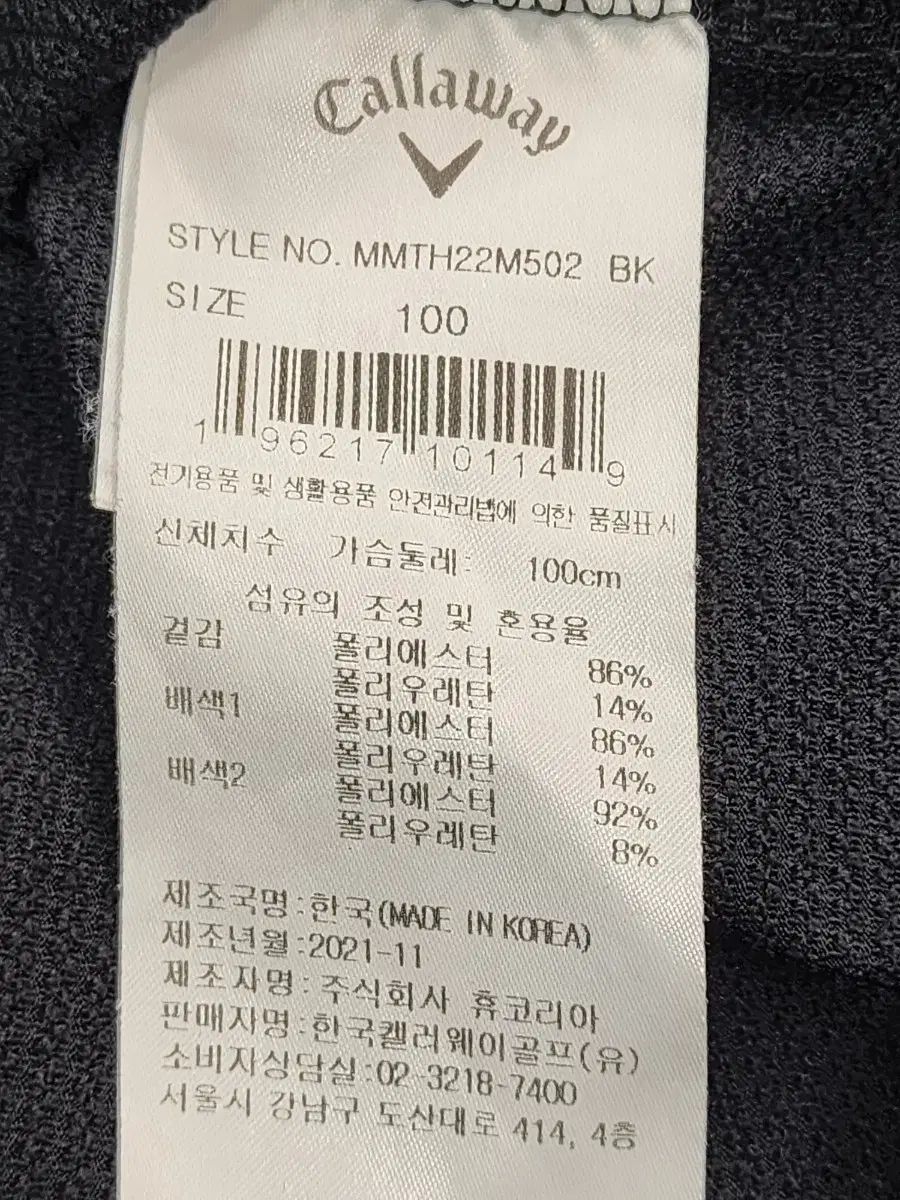 Callaway
STYLE NO. MMTH22M502 BK
SIZE 100
1 96217 10114 9
전기용품 및 생활용품 안전관리법에 의한 품질표시
신체치수 가슴둘레: 100cm
섬유의 조성 및 혼용율
겉감 폴리에스터 86%
폴리우레탄 14%
배색1 폴리에스터 86%
폴리우레탄 14%
배색2 폴리에스터 92%
폴리우레탄 8%
제조국명:한국(MADE IN KOREA)
제조년월:2021-11
제조자명:주식회사 휴코리아
판매자명:한국캘러웨이골프(유)
소비자상담실:02-3218-7400
서울시 강남구 도산대로 414, 4층